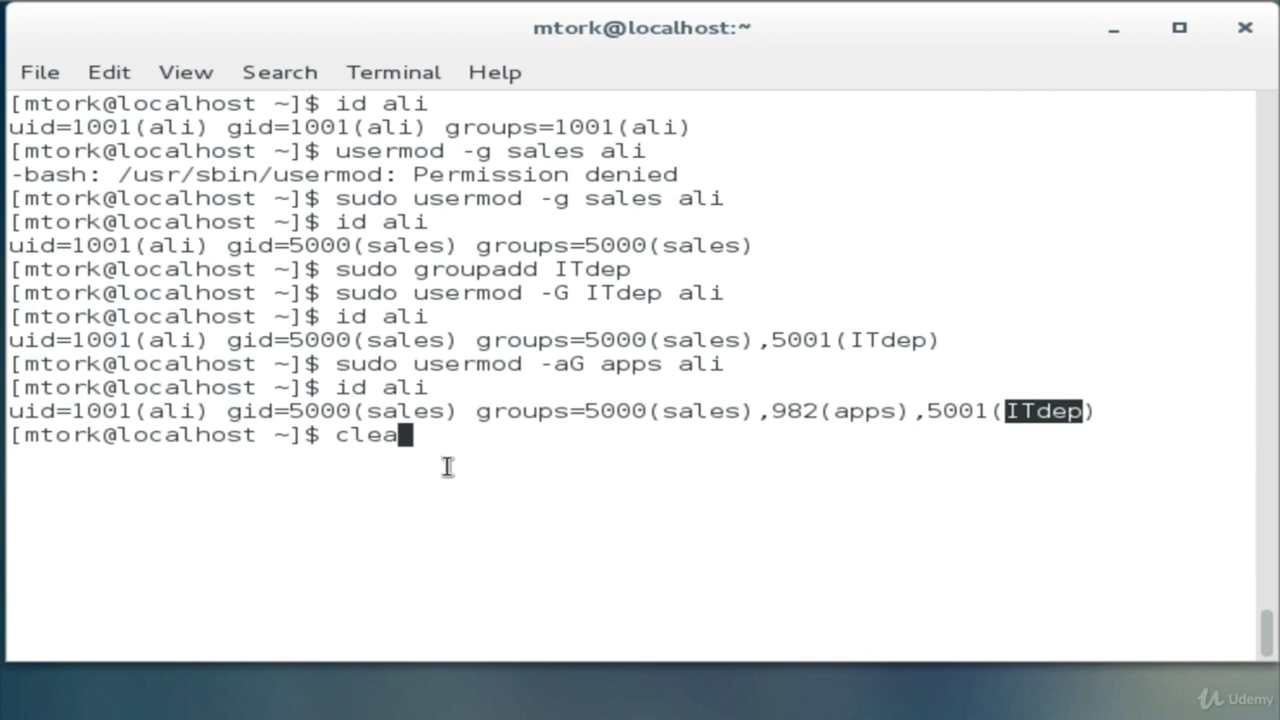 mtork@localhost:~
File Edit View Search Terminal Help
[mtork@localhost ~]$ id ali
uid=1001(ali) gid=1001(ali) groups=1001(ali)
[mtork@localhost ~]$ usermod -g sales ali
-bash: /usr/sbin/usermod: Permission denied
[mtork@localhost ~]$ sudo usermod -g sales ali
[mtork@localhost ~]$ id ali
uid=1001(ali) gid=5000(sales) groups=5000(sales)
[mtork@localhost ~]$ sudo groupadd ITdep
[mtork@localhost ~]$ sudo usermod -G ITdep ali
[mtork@localhost ~]$ id ali
uid=1001(ali) gid=5000(sales) groups=5000(sales),5001(ITdep)
[mtork@localhost ~]$ sudo usermod -aG apps ali
[mtork@localhost ~]$ id ali
uid=1001(ali) gid=5000(sales) groups=5000(sales),982(apps),5001(ITdep)
[mtork@localhost ~]$ clea
Udemy